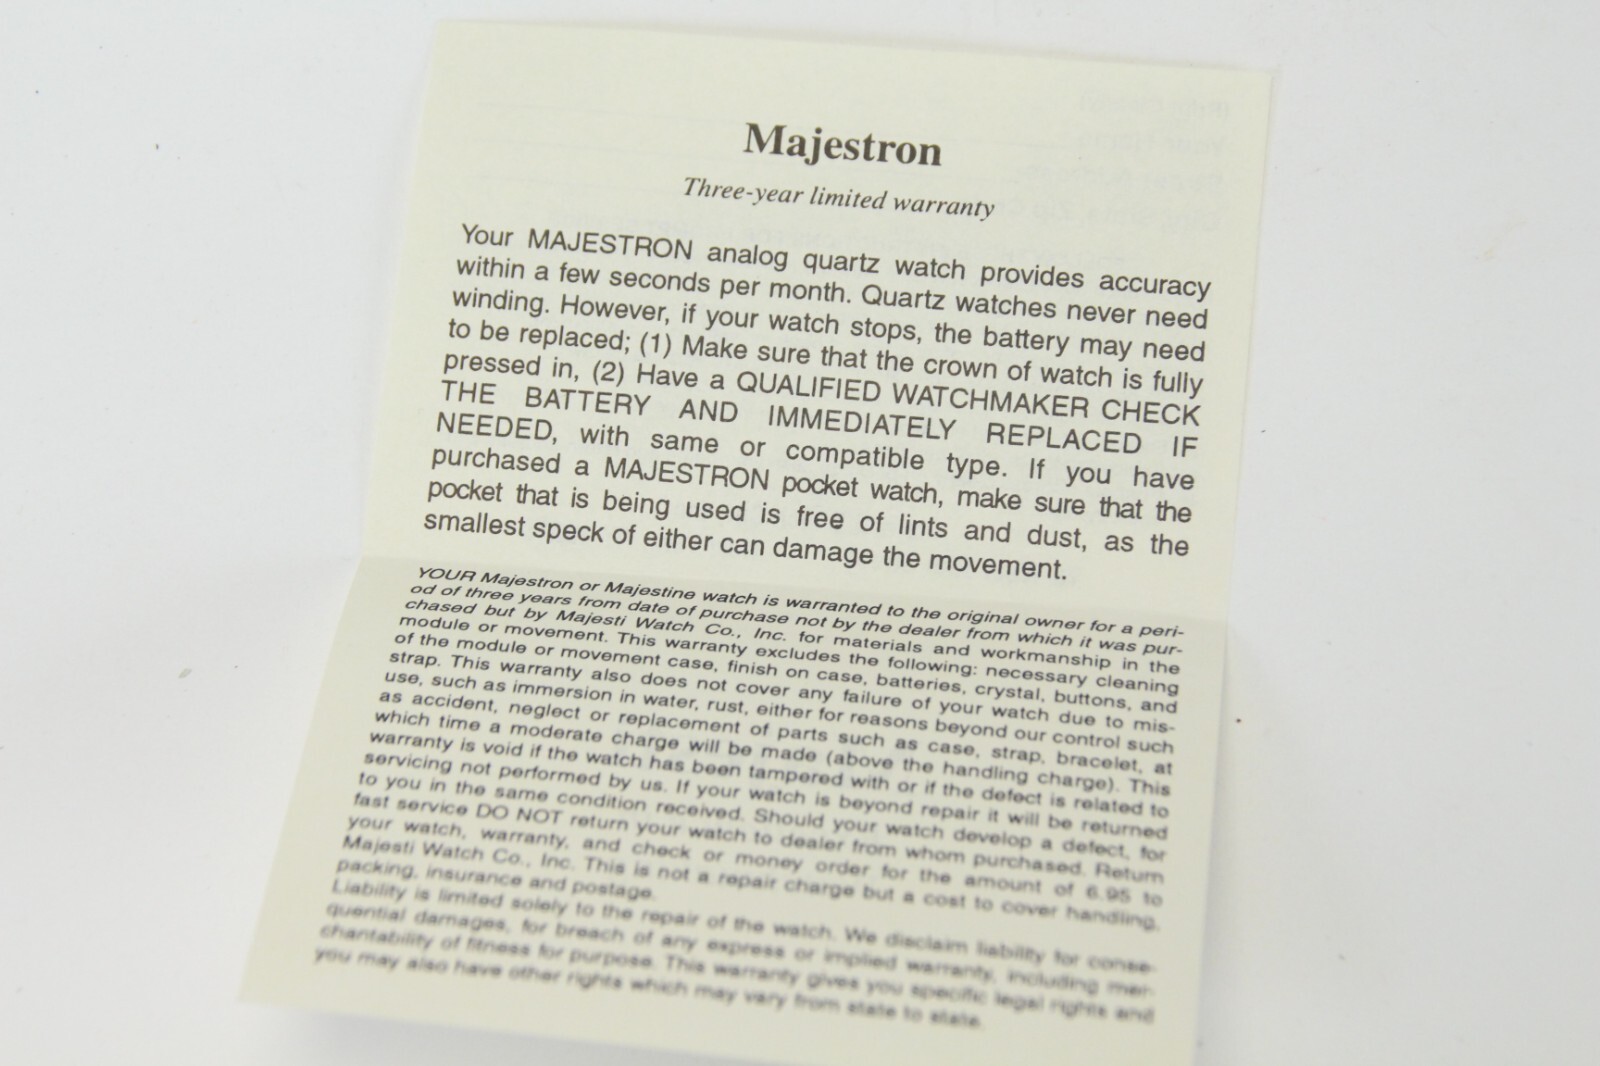 Majestron
Three-year limited warranty
Your MAJESTRON analog quartz watch provides accuracy
within a few seconds per month. Quartz watches never need
winding. However, if your watch stops, the battery may need
to be replaced; (1) Make sure that the crown of watch is fully
pressed in, (2) Have a QUALIFIED WATCHMAKER CHECK
THE BATTERY AND IMMEDIATELY REPLACED IF
NEEDED, with same or compatible type. If you have
purchased a MAJESTRON pocket watch, make sure that the
pocket that is being used is free of lints and dust, as the
smallest speck of either can damage the movement.
YOUR Majestron or Majestine watch is warranted to the original owner for a peri-
od of three years from date of purchase not by the dealer from which it was pur-
chased but by Majesti Watch Co., Inc. for materials and workmanship in the
module or movement. This warranty excludes the following: necessary cleaning
of the module or movement case, finish on case, batteries, crystal, buttons, and
strap. This warranty also does not cover any failure of your watch due to mis-
use, such as immersion in water, rust, either for reasons beyond our control such
as accident, neglect or replacement of parts such as case, strap, bracelet, at
which time a moderate charge will be made (above the handling charge). This
warranty is void if the watch has been tampered with or if the defect is related to
servicing not performed by us. If your watch is beyond repair it will be returned
to you in the same condition received. Should your watch develop a defect, for
fast service DO NOT return your watch to dealer from whom purchased. Return
your watch, warranty, and check or money order for the amount of 6.95 to
Majesti Watch Co., Inc. This is not a repair charge but a cost to cover handling,
packing, insurance and postage.
Liability is limited solely to the repair of the watch. We disclaim liability for conse-
quential damages, for breach of any express or implied warranty, including mer-
chantability of fitness for purpose. This warranty gives you specific legal rights and
you may also have other rights which may vary from state to state.